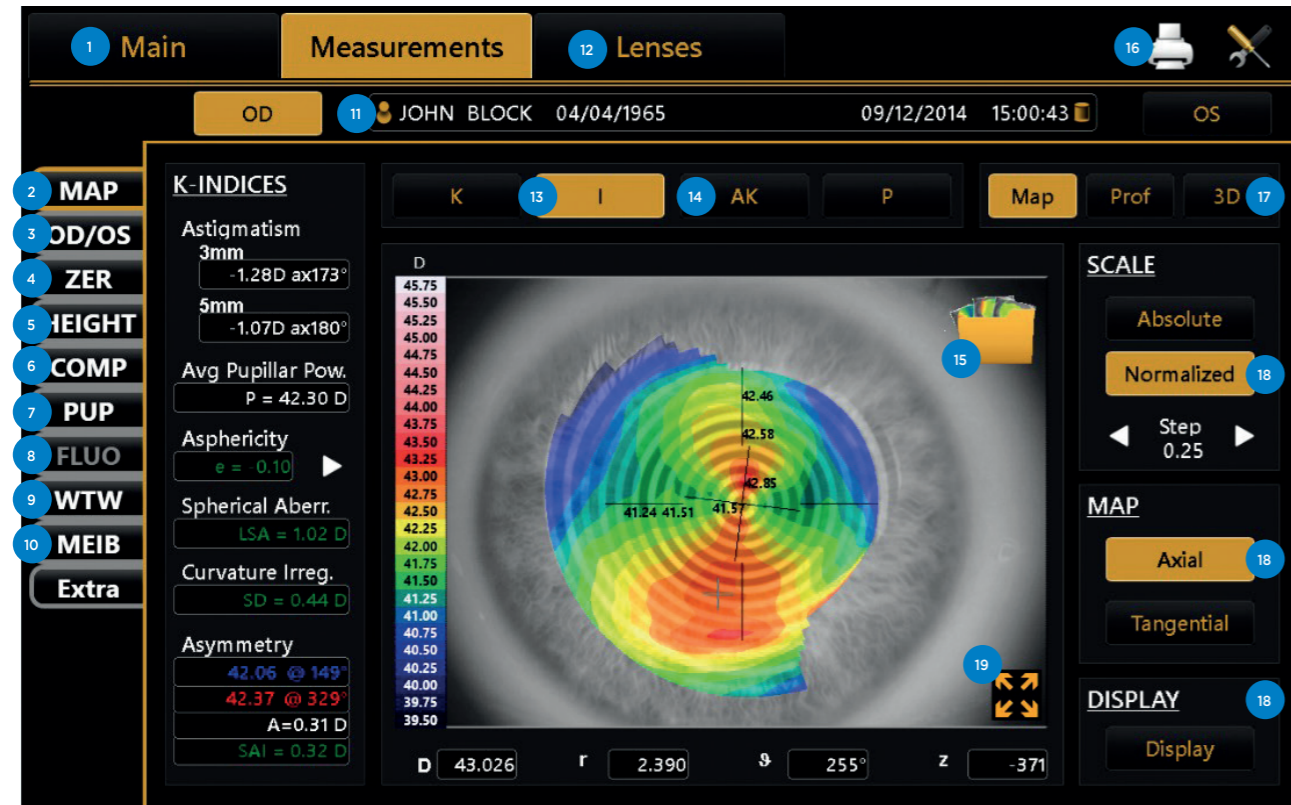 1 Main Measurements 12 Lenses 16
OD 11 JOHN BLOCK 04/04/1965 09/12/2014 15:00:43 OS
2 MAP
3 OD/OS
4 ZER
5 HEIGHT
6 COMP
7 PUP
8 FLUO
9 WTW
10 MEIB
Extra
K-INDICES
Astigmatism
3mm
-1.28D ax173°
5mm
-1.07D ax180°
Avg Pupillar Pow.
P = 42.30 D
Asphericity
e = -0.10
Spherical Aberr.
LSA = 1.02 D
Curvature Irreg.
SD = 0.44 D
Asymmetry
42.06 @ 149°
42.37 @ 329°
A=0.31 D
SAI = 0.32 D
K 13 I 14 AK P
Map Prof 3D 17
D
45.75
45.50
45.25
45.00
44.75
44.50
44.25
44.00
43.75
43.50
43.25
43.00
42.75
42.50
42.25
42.00
41.75
41.50
41.25
41.00
40.75
40.50
40.25
40.00
39.75
39.50
15
42.46
42.58
42.85
41.24 41.51 41.57
19
D 43.026 r 2.390 ϑ 255° z -371
SCALE
Absolute
Normalized 18
Step
0.25
MAP
Axial 18
Tangential
DISPLAY 18
Display